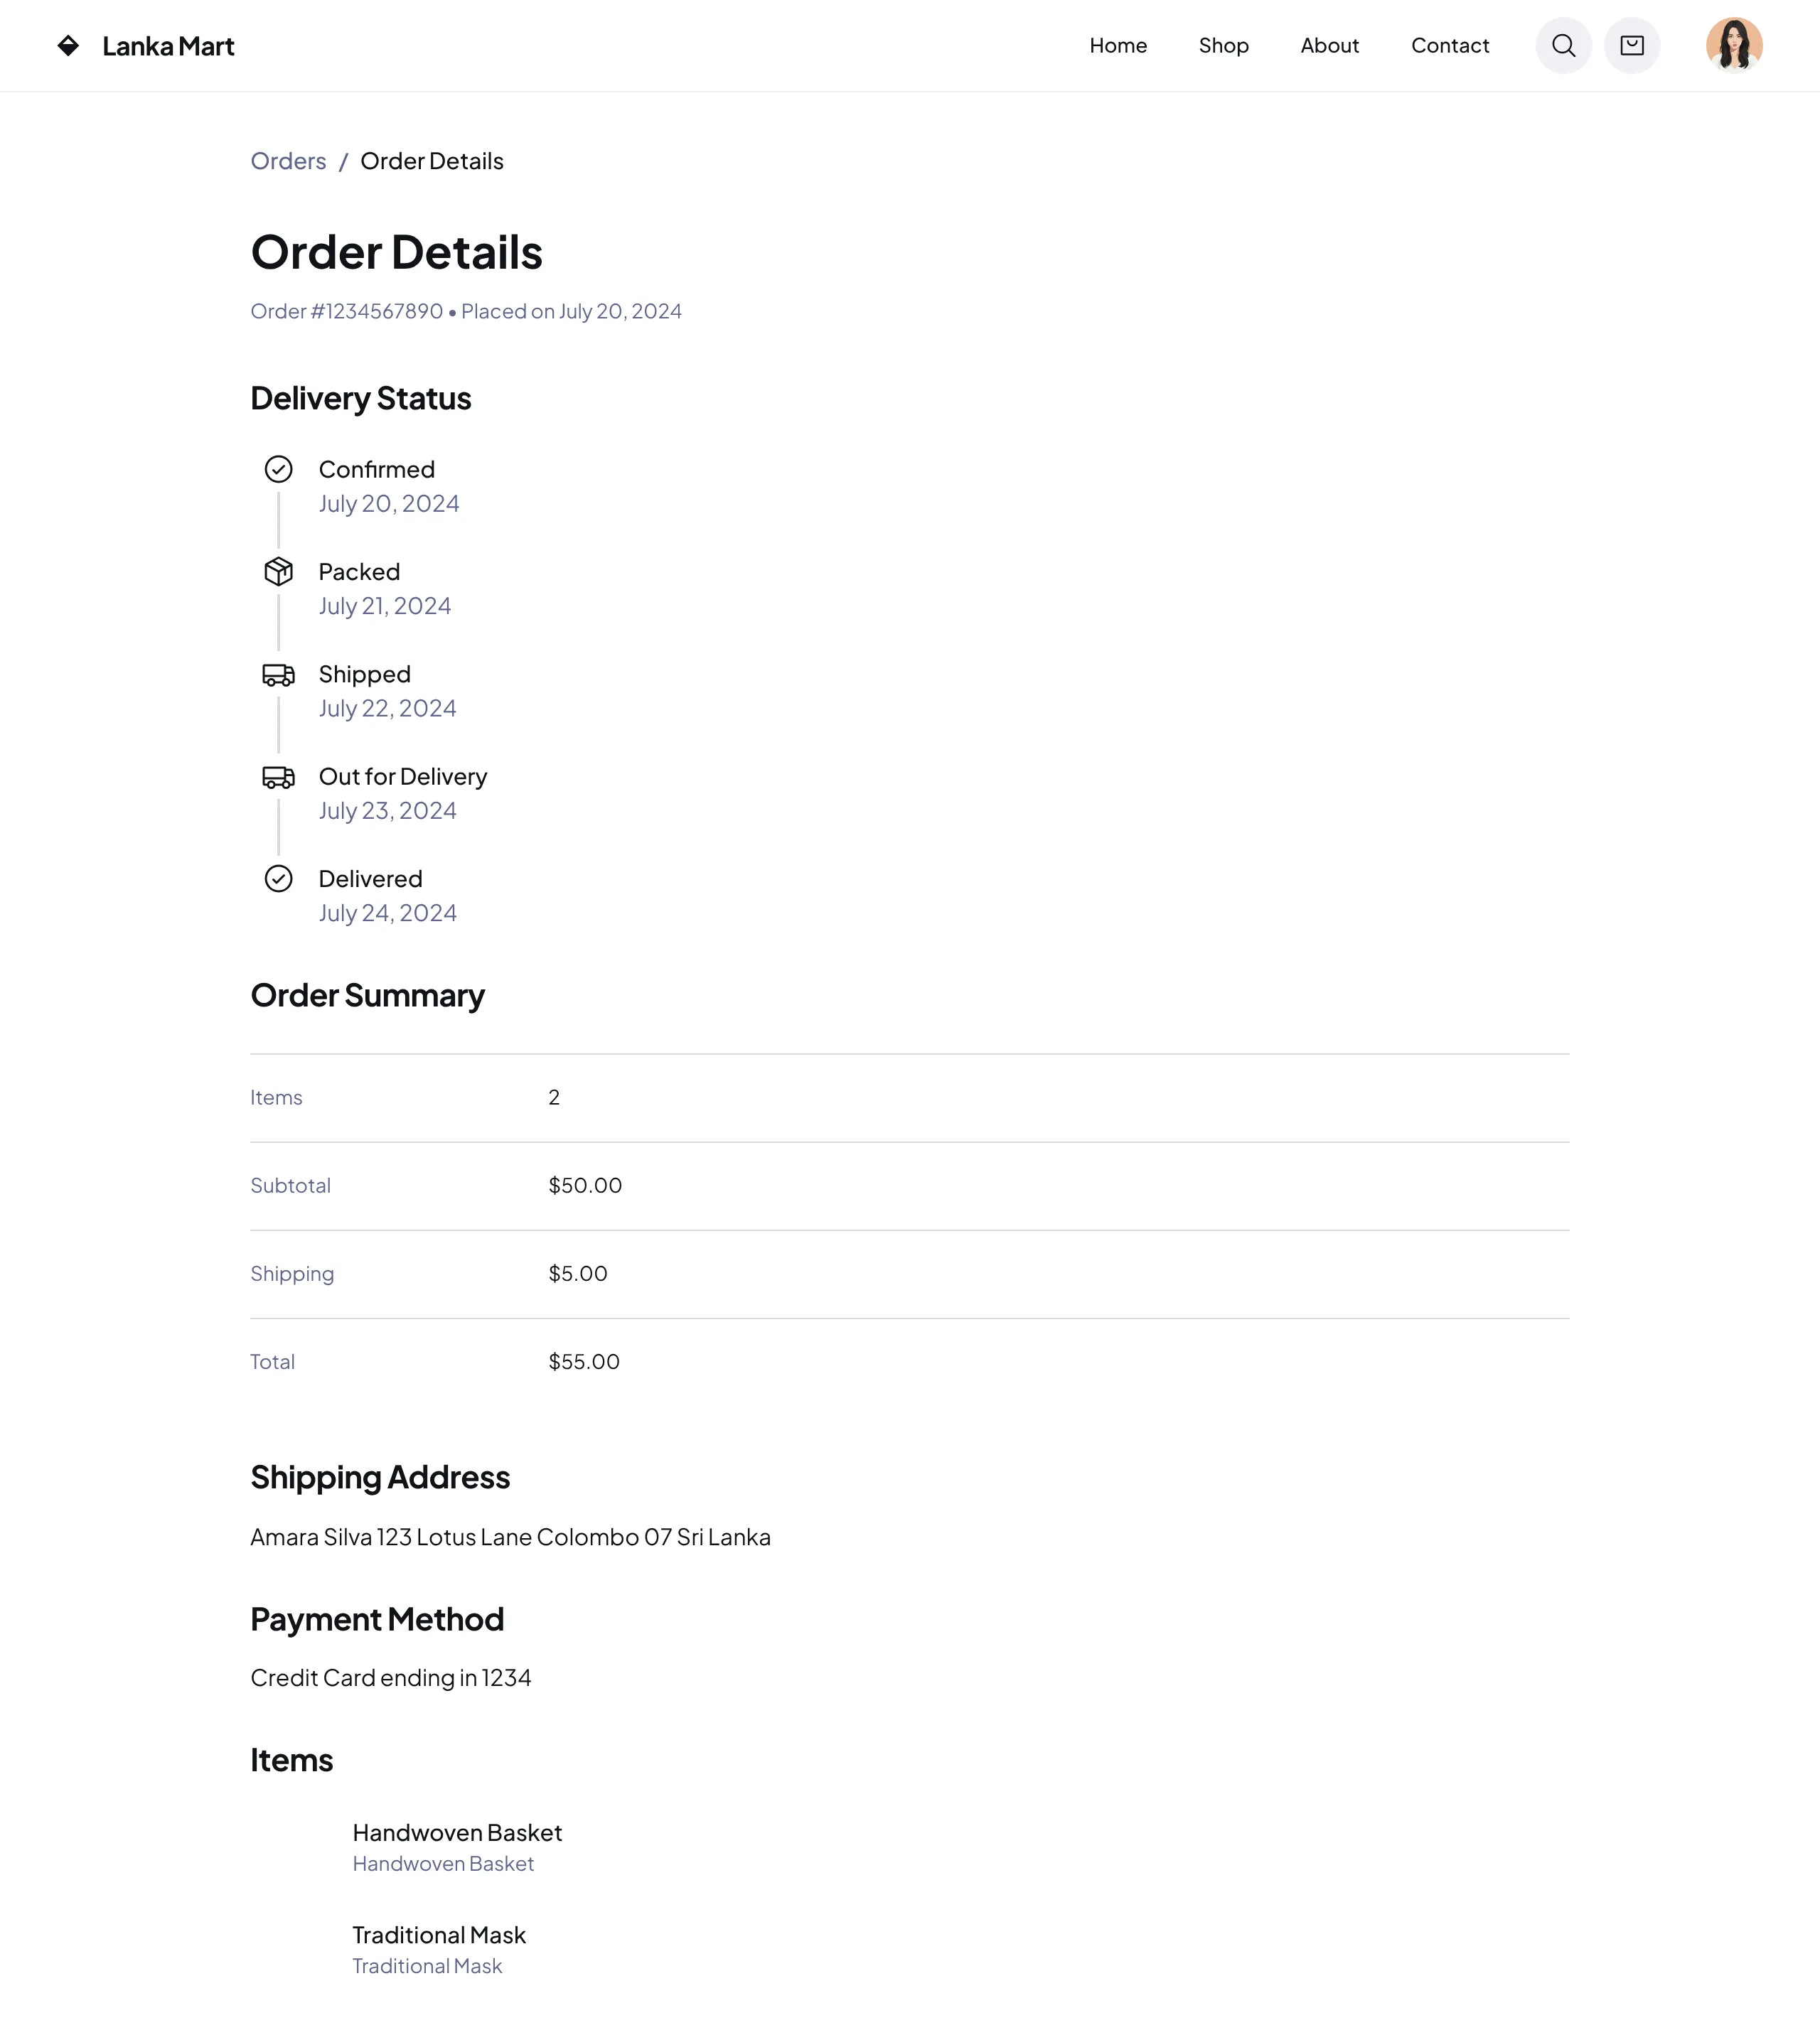 Lanka Mart
Home Shop About Contact
Orders / Order Details
Order Details
Order #1234567890 • Placed on July 20, 2024
Delivery Status
Confirmed
July 20, 2024
Packed
July 21, 2024
Shipped
July 22, 2024
Out for Delivery
July 23, 2024
Delivered
July 24, 2024
Order Summary
Items 2
Subtotal $50.00
Shipping $5.00
Total $55.00
Shipping Address
Amara Silva 123 Lotus Lane Colombo 07 Sri Lanka
Payment Method
Credit Card ending in 1234
Items
Handwoven Basket
Handwoven Basket
Traditional Mask
Traditional Mask